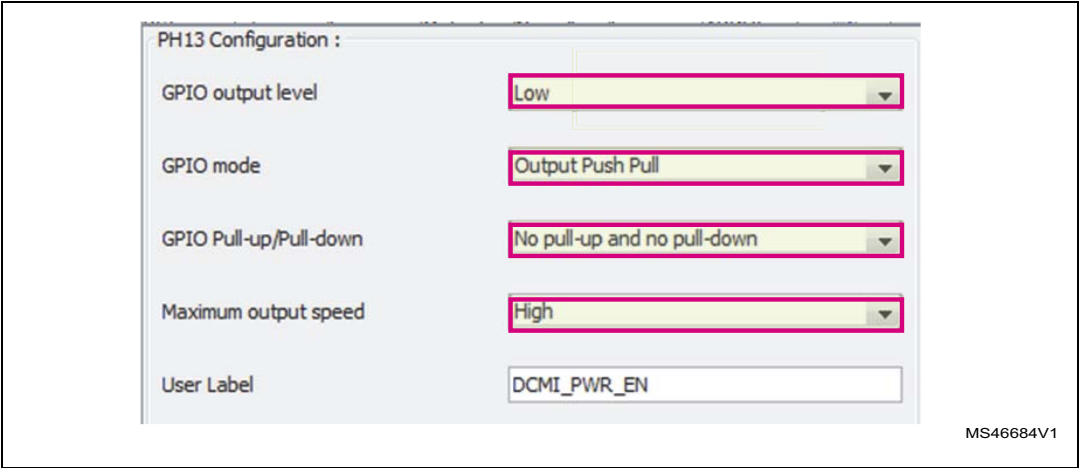 PH13 Configuration :
GPIO output level Low
GPIO mode Output Push Pull
GPIO Pull-up/Pull-down No pull-up and no pull-down
Maximum output speed High
User Label DCMI_PWR_EN
MS46684V1